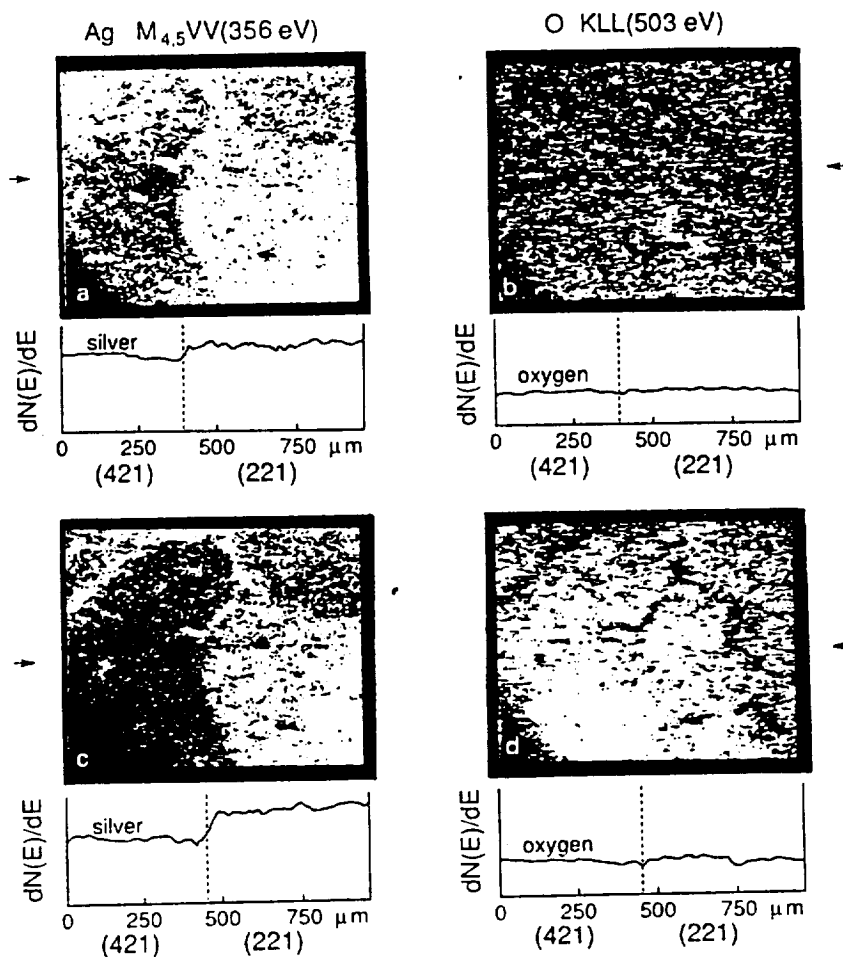 Ag M4,5VV(356 eV)
O KLL(503 eV)
a
b
dN(E)/dE
silver
0 250 500 750 μm
(421) (221)
dN(E)/dE
oxygen
0 250 500 750 μm
(421) (221)
c
d
dN(E)/dE
silver
0 250 500 750 μm
(421) (221)
dN(E)/dE
oxygen
0 250 500 750 μm
(421) (221)